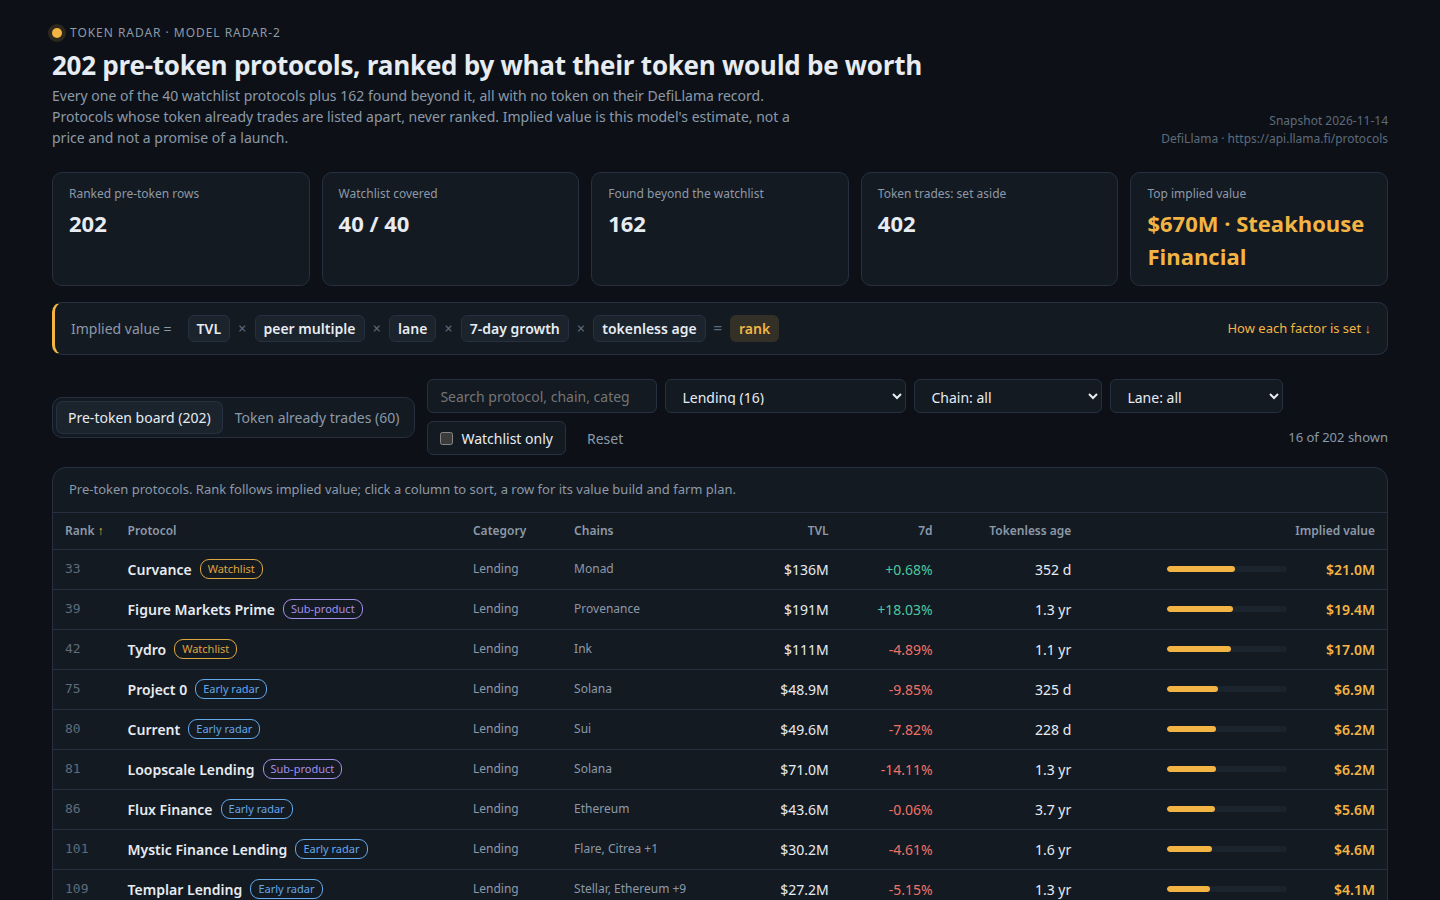 TOKEN RADAR · MODEL RADAR-2
202 pre-token protocols, ranked by what their token would be worth
Every one of the 40 watchlist protocols plus 162 found beyond it, all with no token on their DefiLlama record.
Protocols whose token already trades are listed apart, never ranked. Implied value is this model's estimate, not a
price and not a promise of a launch.
Snapshot 2026-11-14
DefiLlama · https://api.llama.fi/protocols
Ranked pre-token rows
202
Watchlist covered
40 / 40
Found beyond the watchlist
162
Token trades: set aside
402
Top implied value
$670M · Steakhouse
Financial
Implied value = TVL × peer multiple × lane × 7-day growth × tokenless age = rank
How each factor is set ↓
Pre-token board (202) Token already trades (60)
Search protocol, chain, categ
Lending (16)
Chain: all
Lane: all
Watchlist only
Reset
16 of 202 shown
Pre-token protocols. Rank follows implied value; click a column to sort, a row for its value build and farm plan.
Rank ↑ Protocol Category Chains TVL 7d Tokenless age Implied value
33 Curvance Watchlist Lending Monad $136M +0.68% 352 d $21.0M
39 Figure Markets Prime Sub-product Lending Provenance $191M +18.03% 1.3 yr $19.4M
42 Tydro Watchlist Lending Ink $111M -4.89% 1.1 yr $17.0M
75 Project 0 Early radar Lending Solana $48.9M -9.85% 325 d $6.9M
80 Current Early radar Lending Sui $49.6M -7.82% 228 d $6.2M
81 Loopscale Lending Sub-product Lending Solana $71.0M -14.11% 1.3 yr $6.2M
86 Flux Finance Early radar Lending Ethereum $43.6M -0.06% 3.7 yr $5.6M
101 Mystic Finance Lending Early radar Lending Flare, Citrea +1 $30.2M -4.61% 1.6 yr $4.6M
109 Templar Lending Early radar Lending Stellar, Ethereum +9 $27.2M -5.15% 1.3 yr $4.1M